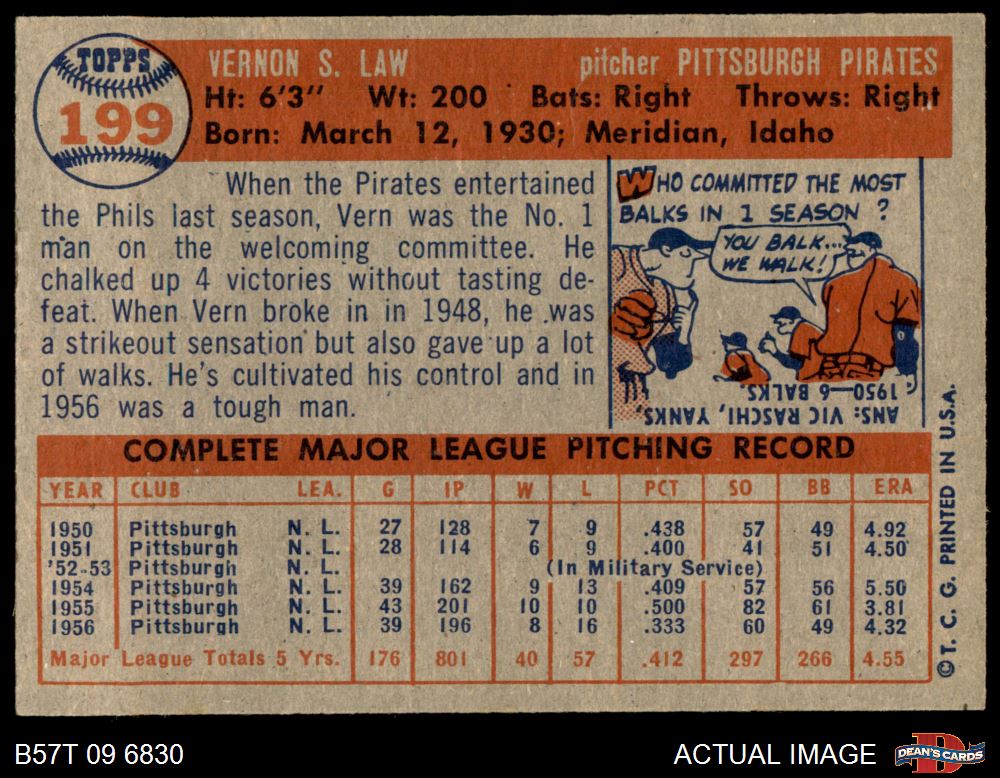 TOPPS
199
VERNON S. LAW pitcher PITTSBURGH PIRATES
Ht: 6'3" Wt: 200 Bats: Right Throws: Right
Born: March 12, 1930; Meridian, Idaho
When the Pirates entertained
the Phils last season, Vern was the No. 1
man on the welcoming committee. He
chalked up 4 victories without tasting de-
feat. When Vern broke in in 1948, he was
a strikeout sensation but also gave up a lot
of walks. He's cultivated his control and in
1956 was a tough man.
WHO COMMITTED THE MOST
BALKS IN 1 SEASON ?
YOU BALK...
WE WALK!
ANS: VIC RASCHI, YANKS,
1950—6 BALKS.
COMPLETE MAJOR LEAGUE PITCHING RECORD
YEAR CLUB LEA. G IP W L PCT SO BB ERA
1950 Pittsburgh N. L. 27 128 7 9 .438 57 49 4.92
1951 Pittsburgh N. L. 28 114 6 9 .400 41 51 4.50
'52-53 Pittsburgh N. L. (In Military Service)
1954 Pittsburgh N. L. 39 162 9 13 .409 57 56 5.50
1955 Pittsburgh N. L. 43 201 10 10 .500 82 61 3.81
1956 Pittsburgh N. L. 39 196 8 16 .333 60 49 4.32
Major League Totals 5 Yrs. 176 801 40 57 .412 297 266 4.55
©T. C. G. PRINTED IN U.S.A.
B57T 09 6830 ACTUAL IMAGE
DEAN'S CARDS